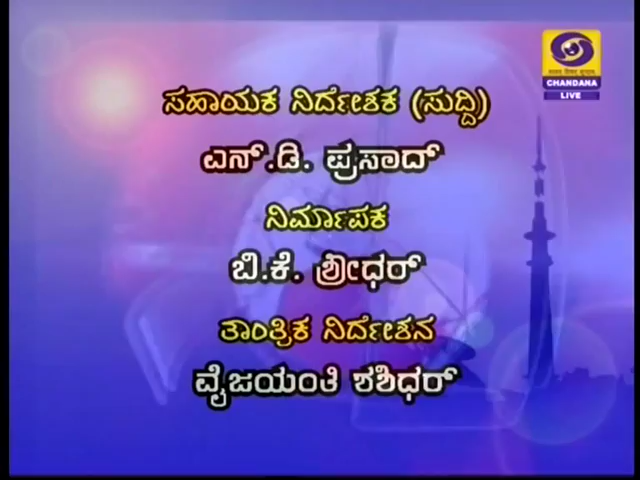 CHANDANA
LIVE
ಸಹಾಯಕ ನಿರ್ದೇಶಕ (ಸುದ್ದಿ)
ಎನ್.ಡಿ. ಪ್ರಸಾದ್
ನಿರ್ಮಾಪಕ
ಬಿ.ಕೆ. ಶ್ರೀಧರ್
ತಾಂತ್ರಿಕ ನಿರ್ದೇಶನ
ವೈಜಯಂತಿ ಶಶಿಧರ್